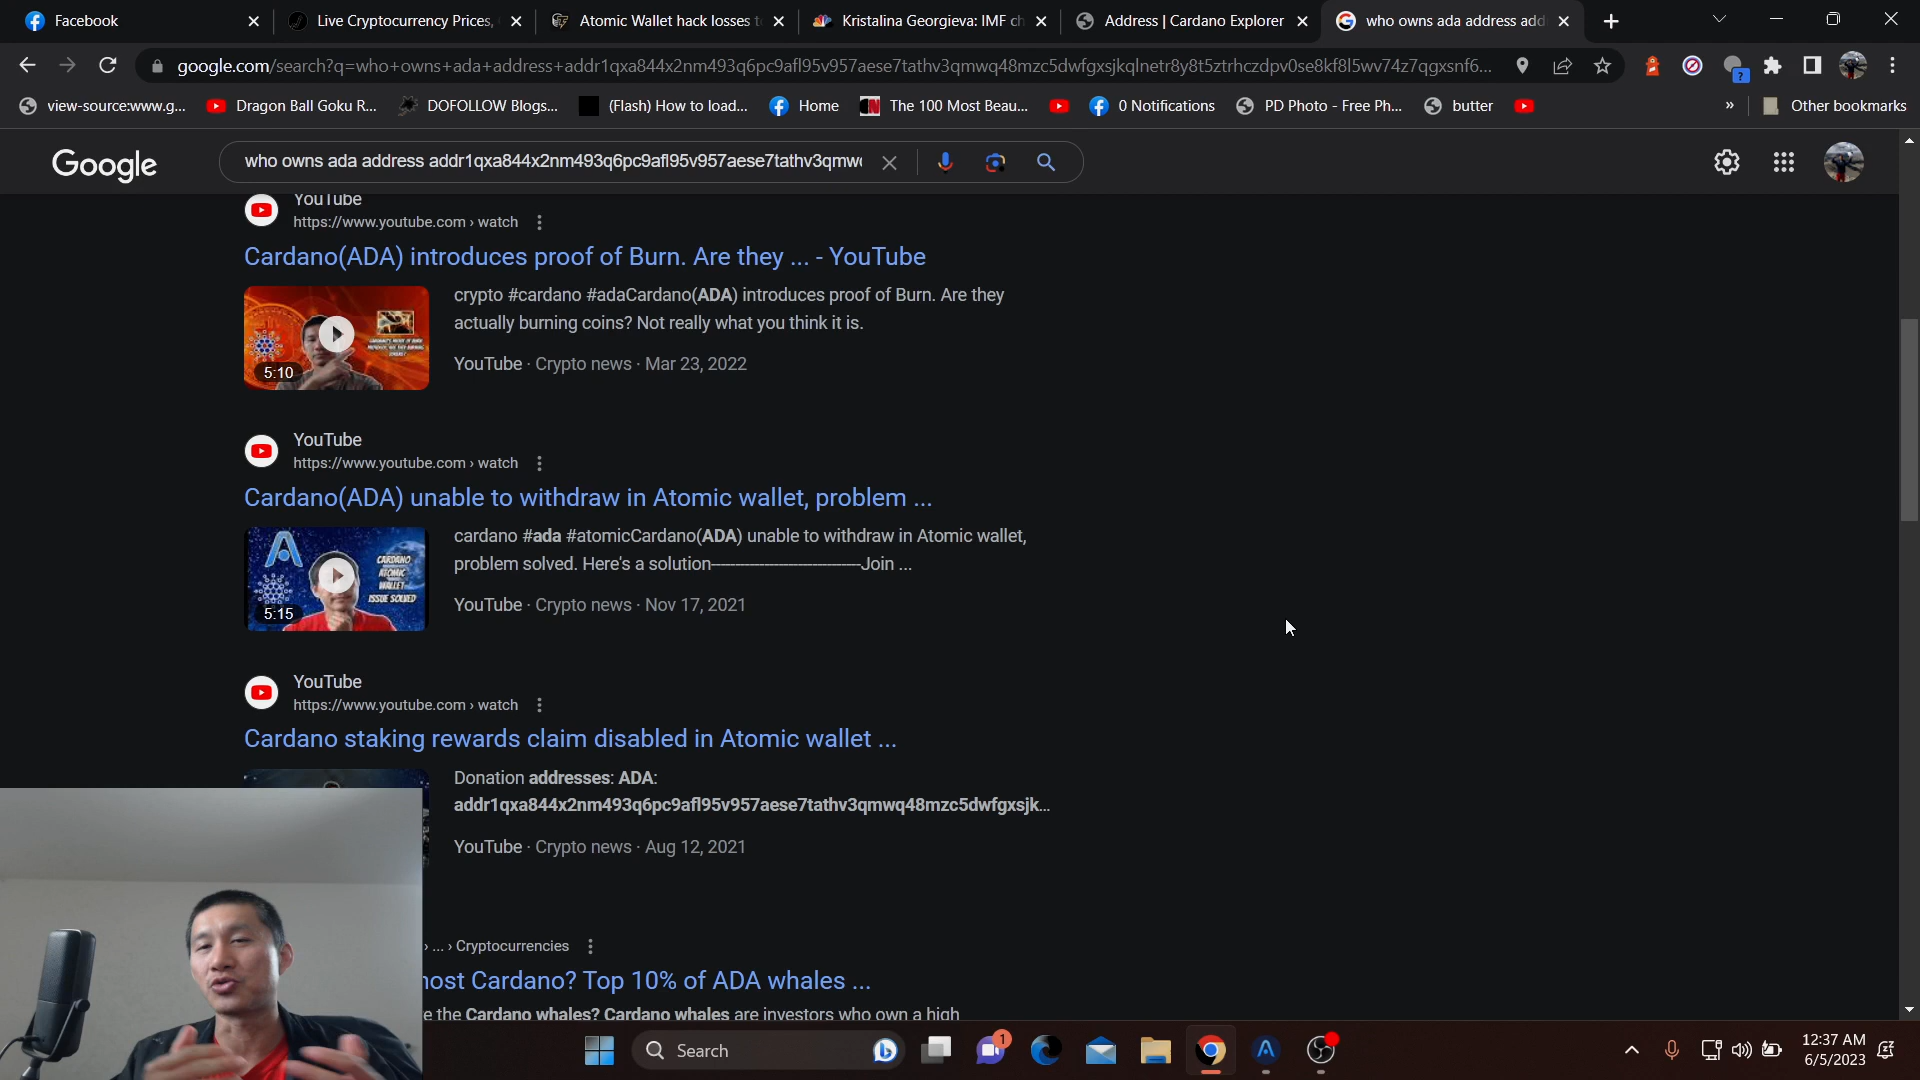 Facebook
Live Cryptocurrency Prices,
Atomic Wallet hack losses t
Kristalina Georgieva: IMF ch
Address | Cardano Explorer
who owns ada address add
google.com/search?q=who+owns+ada+address+addr1qxa844x2nm493q6pc9afl95v957aese7tathv3qmwq48mzc5dwfgxsjkqlnetr8y8t5ztrhczdpv0se8kf8l5wv74z7qgxsnf6...
view-source:www.g...
Dragon Ball Goku R...
DOFOLLOW Blogs...
(Flash) How to load...
Home
The 100 Most Beau...
0 Notifications
PD Photo - Free Ph...
butter
»
Other bookmarks
Google
who owns ada address addr1qxa844x2nm493q6pc9afl95v957aese7tathv3qmw
YouTube
https://www.youtube.com › watch
Cardano(ADA) introduces proof of Burn. Are they ... - YouTube
crypto #cardano #adaCardano(ADA) introduces proof of Burn. Are they
actually burning coins? Not really what you think it is.
5:10
YouTube · Crypto news · Mar 23, 2022
YouTube
https://www.youtube.com › watch
Cardano(ADA) unable to withdraw in Atomic wallet, problem ...
cardano #ada #atomicCardano(ADA) unable to withdraw in Atomic wallet,
problem solved. Here's a solution-----------------------------Join ...
CARDANO
ATOMIC
WALLET
ISSUE SOLVED
5:15
YouTube · Crypto news · Nov 17, 2021
YouTube
https://www.youtube.com › watch
Cardano staking rewards claim disabled in Atomic wallet ...
Donation addresses: ADA:
addr1qxa844x2nm493q6pc9afl95v957aese7tathv3qmwq48mzc5dwfgxsjk...
YouTube · Crypto news · Aug 12, 2021
› ... › Cryptocurrencies
most Cardano? Top 10% of ADA whales ...
e the Cardano whales? Cardano whales are investors who own a high
Search
1
12:37 AM
6/5/2023